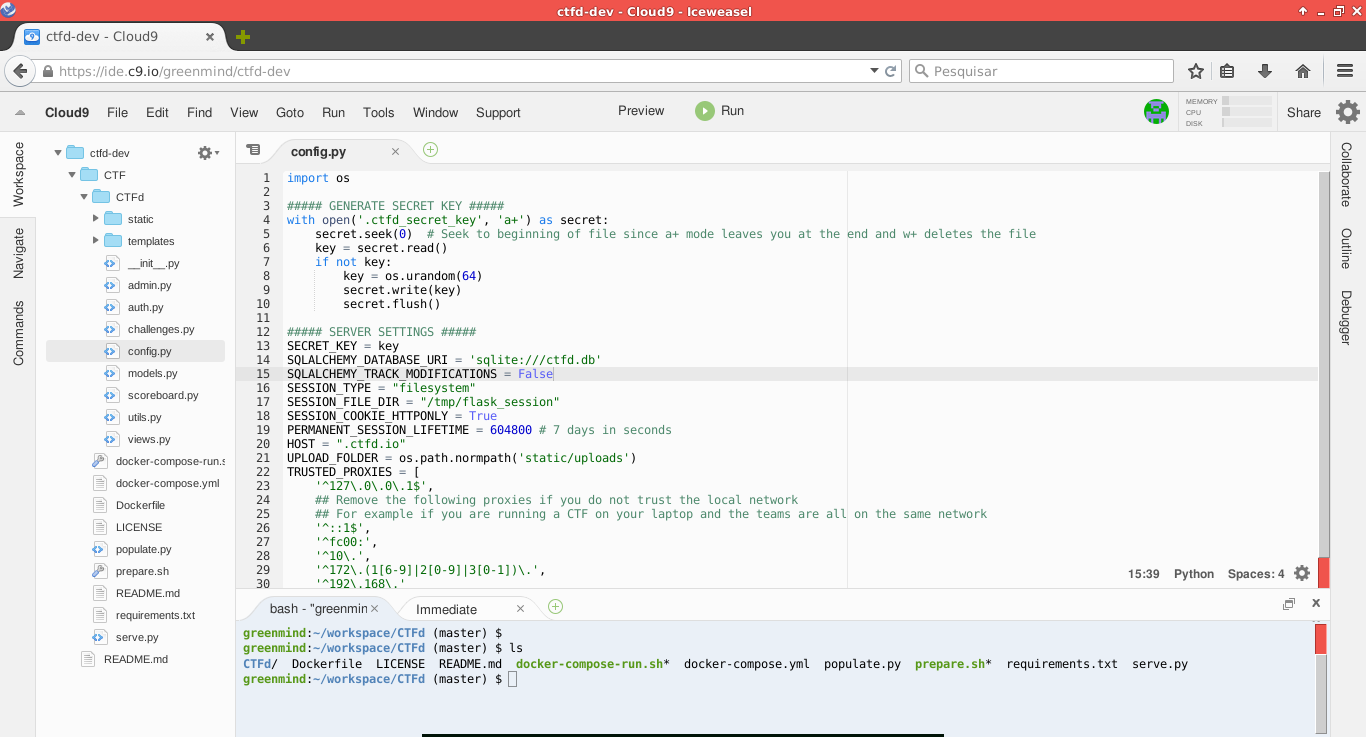 ctfd-dev - Cloud9 - Iceweasel
ctfd-dev - Cloud9
https://ide.c9.io/greenmind/ctfd-dev
Pesquisar
Cloud9 File Edit Find View Goto Run Tools Window Support Preview Run MEMORY CPU DISK Share
Workspace
Navigate
Commands
ctfd-dev
CTF
CTFd
static
templates
__init__.py
admin.py
auth.py
challenges.py
config.py
models.py
scoreboard.py
utils.py
views.py
docker-compose-run.s
docker-compose.yml
Dockerfile
LICENSE
populate.py
prepare.sh
README.md
requirements.txt
serve.py
README.md
config.py
1 import os
2
3 ##### GENERATE SECRET KEY #####
4 with open('.ctfd_secret_key', 'a+') as secret:
5     secret.seek(0)  # Seek to beginning of file since a+ mode leaves you at the end and w+ deletes the file
6     key = secret.read()
7     if not key:
8         key = os.urandom(64)
9         secret.write(key)
10         secret.flush()
11
12 ##### SERVER SETTINGS #####
13 SECRET_KEY = key
14 SQLALCHEMY_DATABASE_URI = 'sqlite:///ctfd.db'
15 SQLALCHEMY_TRACK_MODIFICATIONS = False
16 SESSION_TYPE = "filesystem"
17 SESSION_FILE_DIR = "/tmp/flask_session"
18 SESSION_COOKIE_HTTPONLY = True
19 PERMANENT_SESSION_LIFETIME = 604800 # 7 days in seconds
20 HOST = ".ctfd.io"
21 UPLOAD_FOLDER = os.path.normpath('static/uploads')
22 TRUSTED_PROXIES = [
23     '^127\.0\.0\.1$',
24     ## Remove the following proxies if you do not trust the local network
25     ## For example if you are running a CTF on your laptop and the teams are all on the same network
26     '^::1$',
27     '^fc00:',
28     '^10\.',
29     '^172\.(1[6-9]|2[0-9]|3[0-1])\.',
30     '^192\.168\.'
15:39 Python Spaces: 4
Collaborate
Outline
Debugger
bash - "greenmin
Immediate
greenmind:~/workspace/CTFd (master) $
greenmind:~/workspace/CTFd (master) $ ls
CTFd/  Dockerfile  LICENSE  README.md  docker-compose-run.sh*  docker-compose.yml  populate.py  prepare.sh*  requirements.txt  serve.py
greenmind:~/workspace/CTFd (master) $